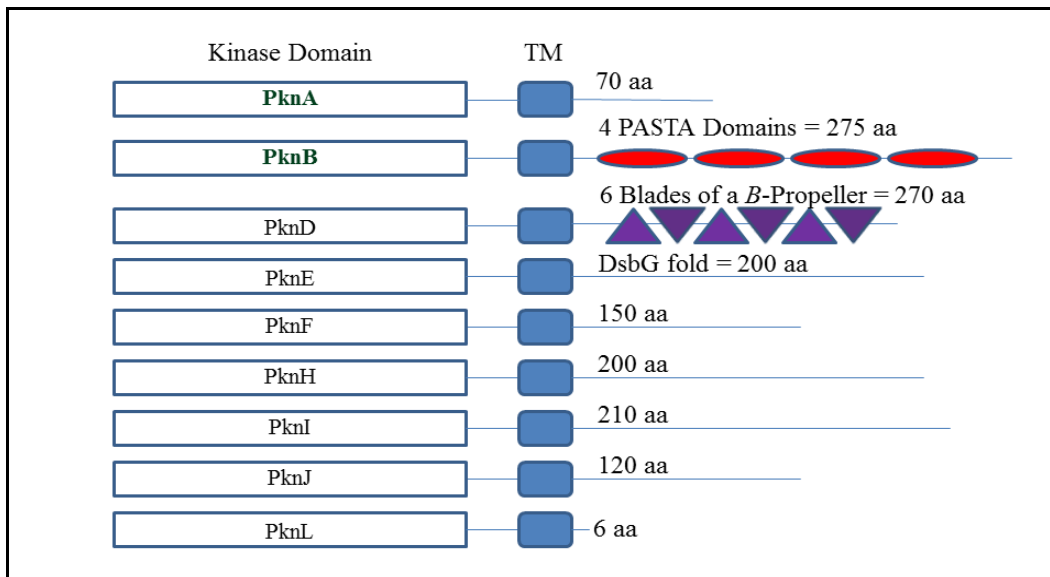 Kinase Domain TM
PknA 70 aa
4 PASTA Domains = 275 aa
PknB
6 Blades of a B-Propeller = 270 aa
PknD
DsbG fold = 200 aa
PknE
PknF 150 aa
PknH 200 aa
PknI 210 aa
PknJ 120 aa
PknL 6 aa